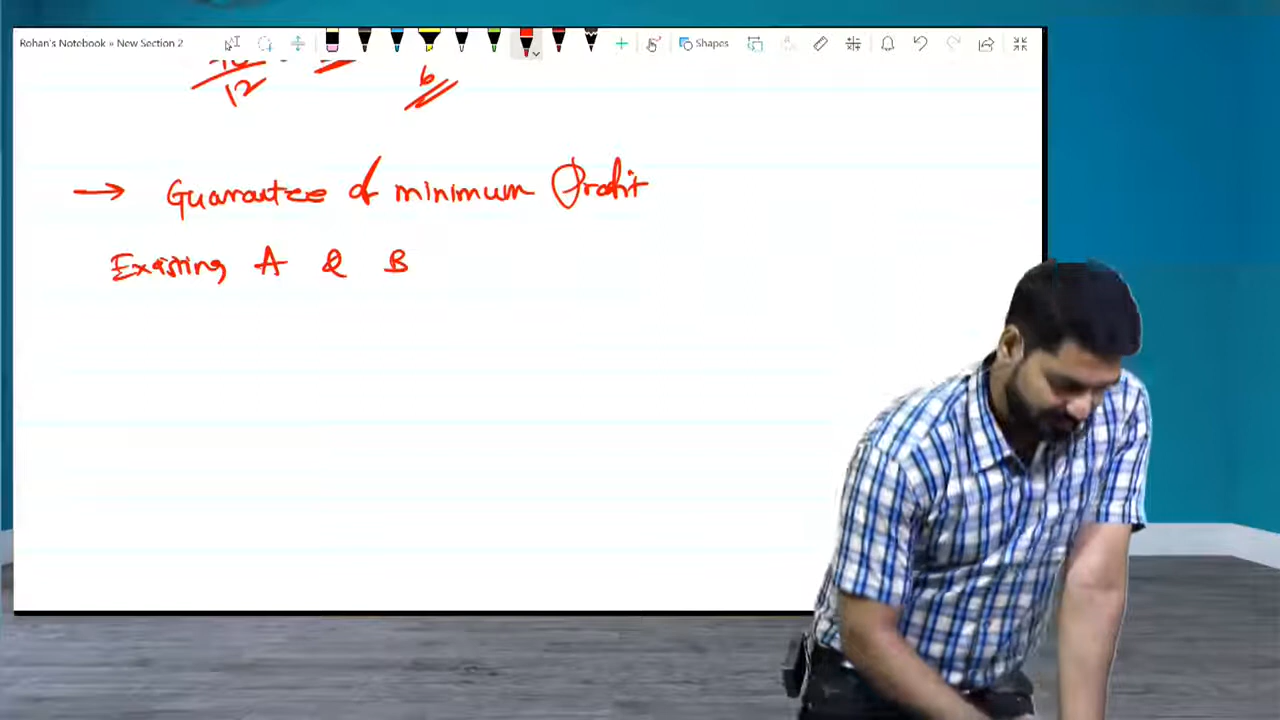 Rohan's Notebook » New Section 2
Shapes
12
6
→ Guarantee of minimum Profit
Existing A & B